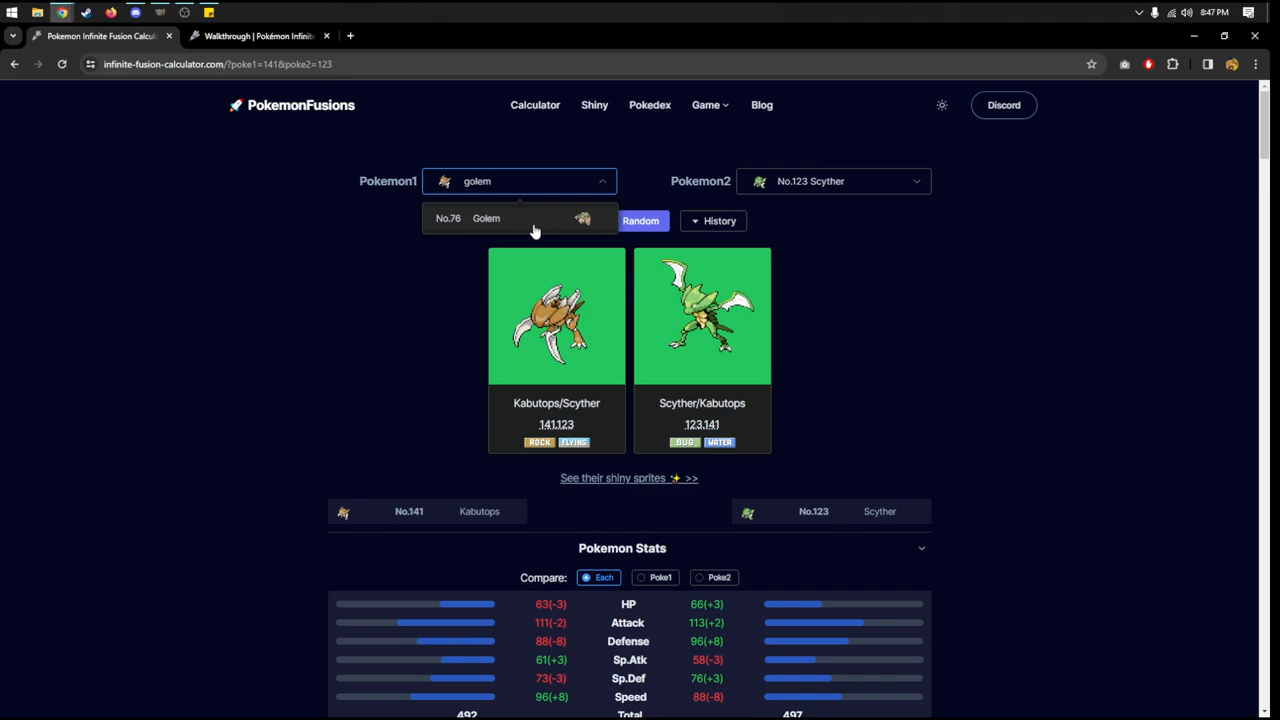 8:47 PM
Pokemon Infinite Fusion Calcula
Walkthrough | Pokémon Infinite
infinite-fusion-calculator.com/?poke1=141&poke2=123
PokemonFusions
Calculator
Shiny
Pokedex
Game
Blog
Discord
Pokemon1
golem
Pokemon2
No.123 Scyther
No.76 Golem
Random
History
Kabutops/Scyther
141.123
ROCK FLYING
Scyther/Kabutops
123.141
BUG WATER
See their shiny sprites ✨ >>
No.141 Kabutops
No.123 Scyther
Pokemon Stats
Compare: Each Poke1 Poke2
63(-3) HP 66(+3)
111(-2) Attack 113(+2)
88(-8) Defense 96(+8)
61(+3) Sp.Atk 58(-3)
73(-3) Sp.Def 76(+3)
96(+8) Speed 88(-8)
492 Total 497